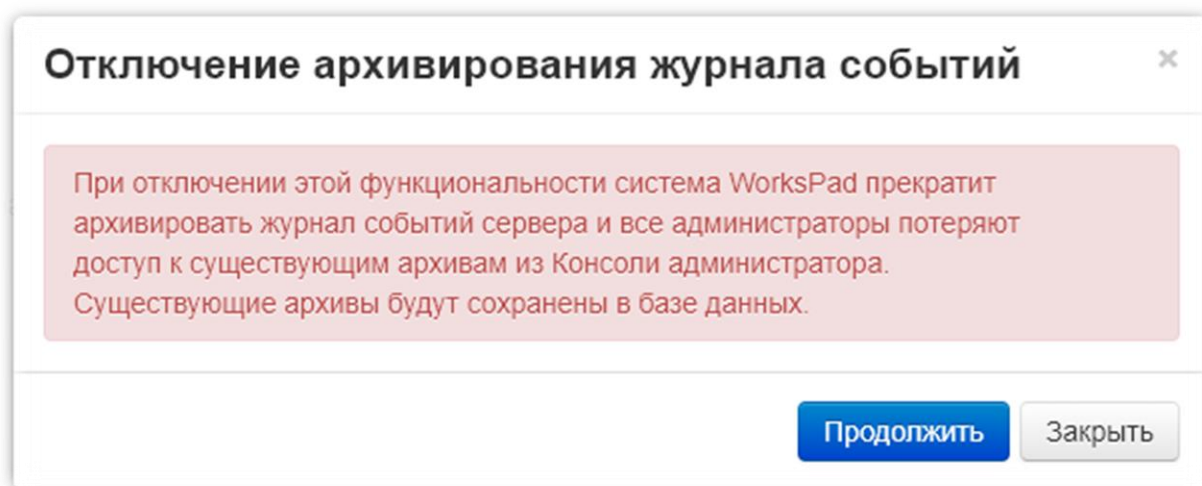 Отключение архивирования журнала событий
×
При отключении этой функциональности система WorksPad прекратит
архивировать журнал событий сервера и все администраторы потеряют
доступ к существующим архивам из Консоли администратора.
Существующие архивы будут сохранены в базе данных.
Продолжить
Закрыть